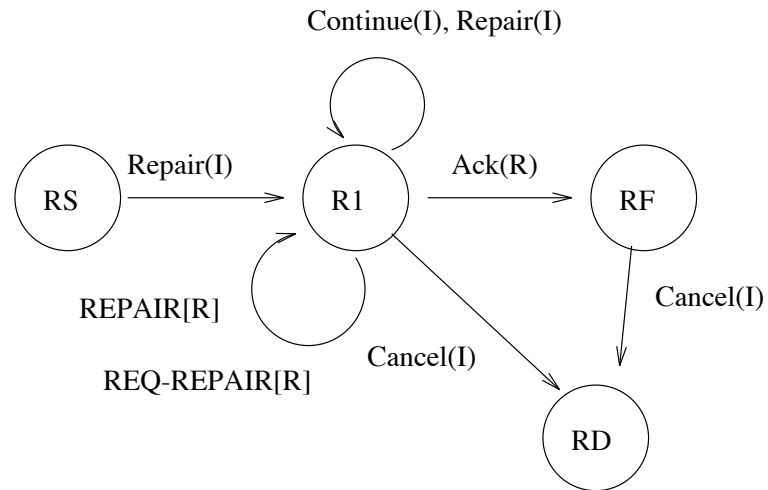 Continue(I), Repair(I)
Repair(I)
Ack(R)
RS
R1
RF
REPAIR[R]
Cancel(I)
Cancel(I)
REQ-REPAIR[R]
RD